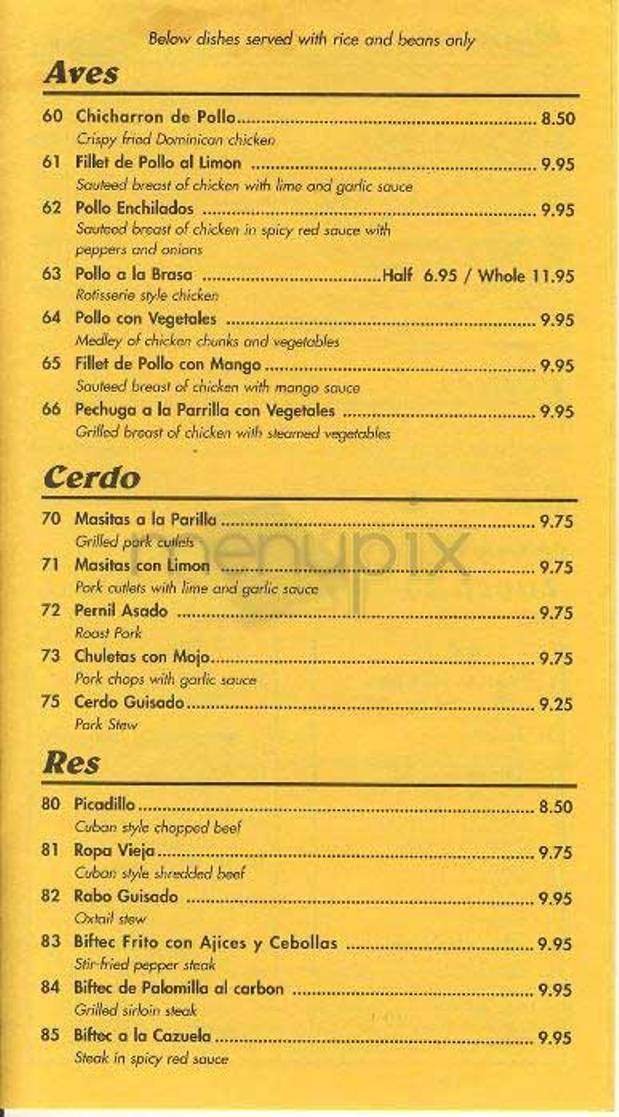 Below dishes served with rice and beans only
Aves
60 Chicharron de Pollo 8.50
Crispy fried Dominican chicken
61 Fillet de Pollo al Limon 9.95
Sauteed breast of chicken with lime and garlic sauce
62 Pollo Enchilados 9.95
Sauteed breast of chicken in spicy red sauce with
peppers and onions
63 Pollo a la Brasa Half 6.95 / Whole 11.95
Rotisserie style chicken
64 Pollo con Vegetales 9.95
Medley of chicken chunks and vegetables
65 Fillet de Pollo con Mango 9.95
Sauteed breast of chicken with mango sauce
66 Pechuga a la Parrilla con Vegetales 9.95
Grilled breast of chicken with steamed vegetables
Cerdo
70 Masitas a la Parilla 9.75
Grilled pork cutlets
menupix
71 Masitas con Limon 9.75
Pork cutlets with lime and garlic sauce
72 Pernil Asado 9.75
Roast Pork
73 Chuletas con Mojo 9.75
Pork chops with garlic sauce
75 Cerdo Guisado 9.25
Pork Stew
Res
80 Picadillo 8.50
Cuban style chopped beef
81 Ropa Vieja 9.75
Cuban style shredded beef
82 Rabo Guisado 9.95
Oxtail stew
83 Biftec Frito con Ajices y Cebollas 9.95
Stir-fried pepper steak
84 Biftec de Palomilla al carbon 9.95
Grilled sirloin steak
85 Biftec a la Cazuela 9.95
Steak in spicy red sauce